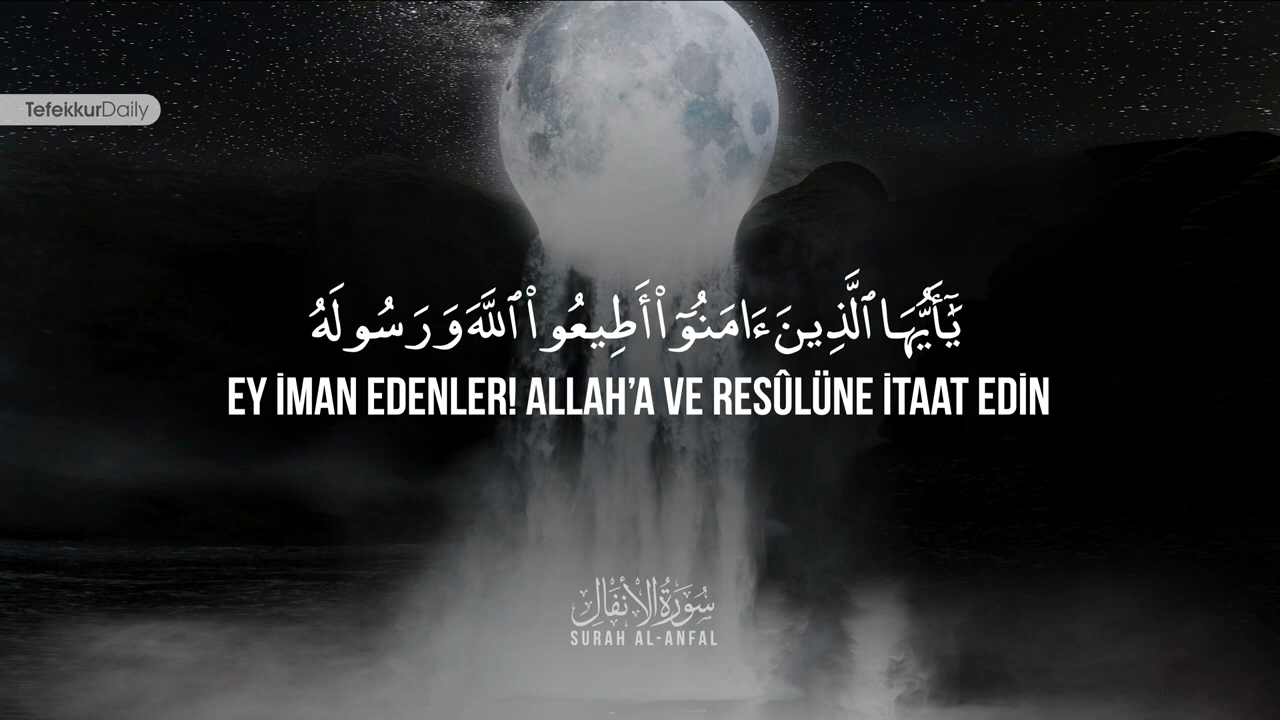 TefekkurDaily
يَٰٓأَيُّهَا ٱلَّذِينَ ءَامَنُوٓا۟ أَطِيعُوا۟ ٱللَّهَ وَرَسُولَهُ
EY İMAN EDENLER! ALLAH’A VE RESÛLÜNE İTAAT EDİN
سُورَةُ الأَنْفَالِ
SURAH AL-ANFAL